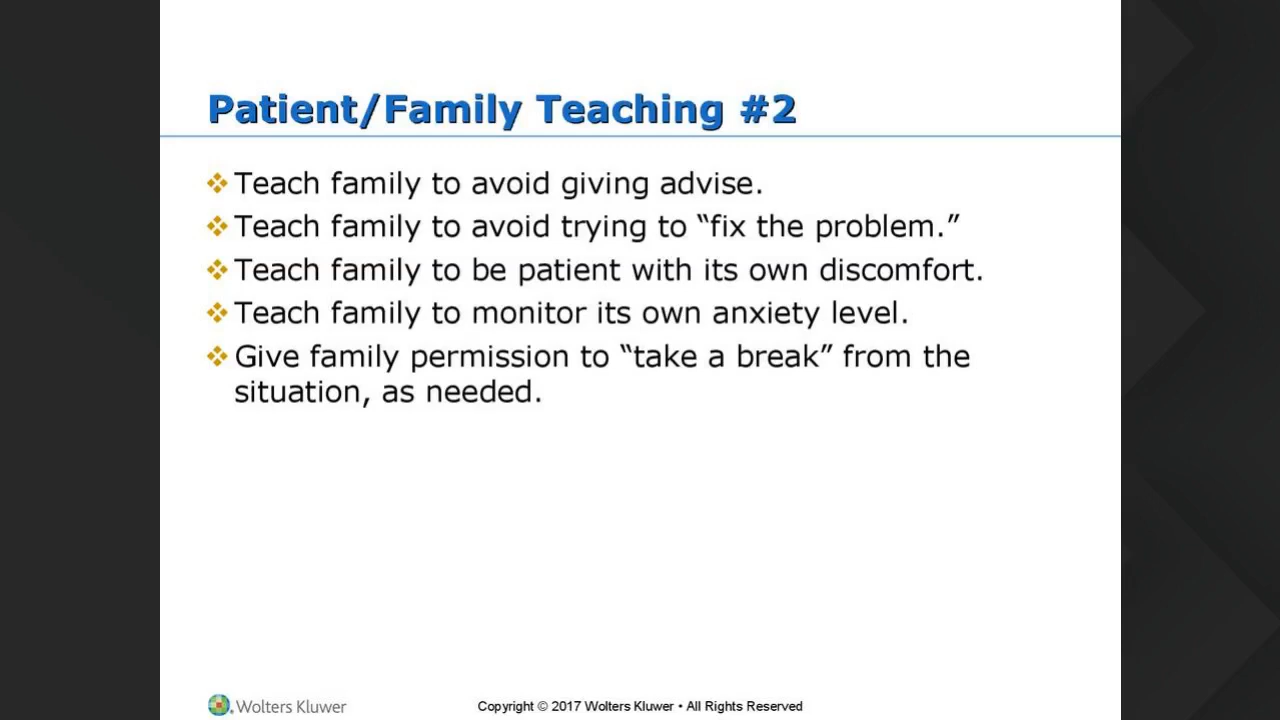 Patient/Family Teaching #2
Teach family to avoid giving advise.
Teach family to avoid trying to “fix the problem.”
Teach family to be patient with its own discomfort.
Teach family to monitor its own anxiety level.
Give family permission to “take a break” from the
situation, as needed.
Wolters Kluwer
Copyright © 2017 Wolters Kluwer • All Rights Reserved